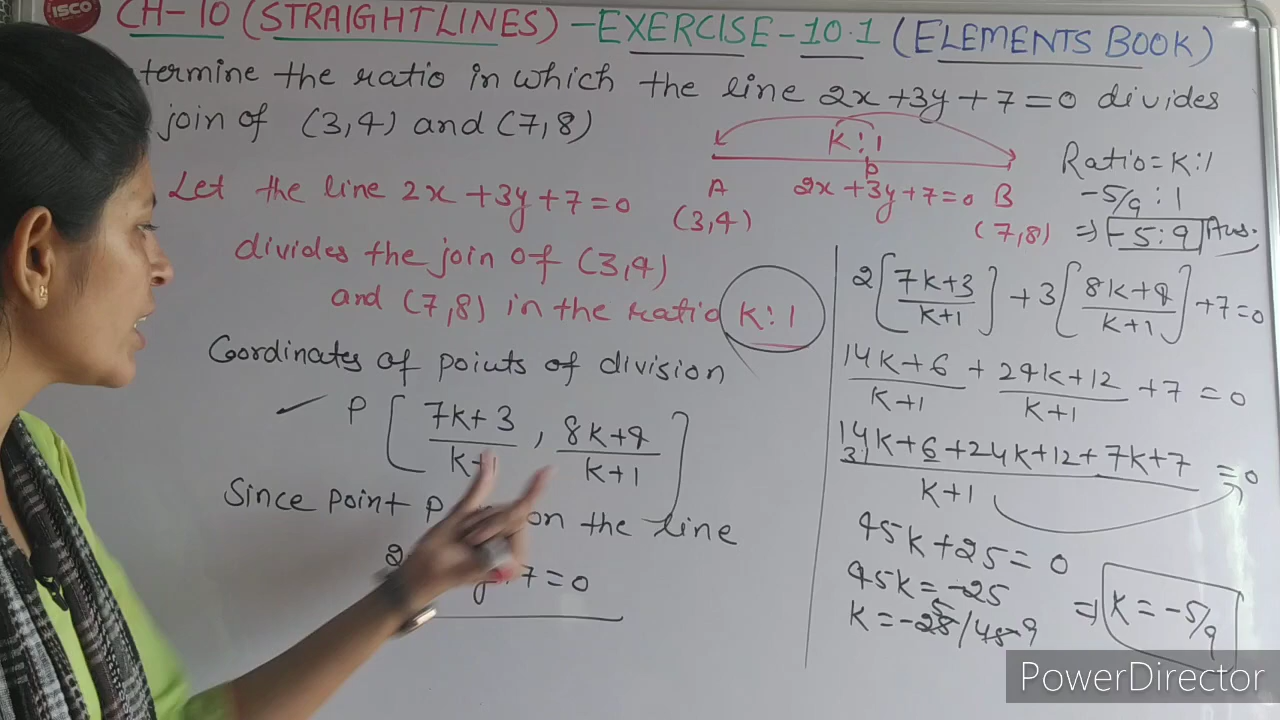 ISCO
CH-10 (STRAIGHT LINES) - EXERCISE - 10.1 (ELEMENTS BOOK)
termine the ratio in which the line 2x+3y+7=0 divides
join of (3,4) and (7,8)
Let the line 2x+3y+7=0
divides the join of (3,4)
and (7,8) in the ratio K:1
Coordinates of points of division
P [ 7k+3/k+1 , 8k+4/k+1 ]
Since point P on the line
2 y 7=0
K:1
A P B
2x+3y+7=0
(3,4)
(7,8)
Ratio=K:1
-5/9 : 1
⇒ -5:9 Ans.
2[7k+3/k+1] + 3[8k+4/k+1] +7=0
14k+6/k+1 + 24k+12/k+1 +7=0
14k+6+24k+12+7k+7/k+1 =0
31
45k+25=0
45k=-25
5
K=-25/45 9 ⇒ K=-5/9
PowerDirector